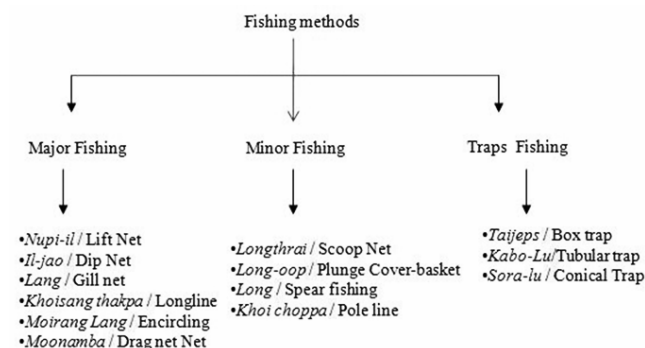 Fishing methods
Major Fishing
Minor Fishing
Traps Fishing
•Nupi-il / Lift Net
•Il-jao / Dip Net
•Lang / Gill net
•Khoisang thakpa / Longline
•Moirang Lang / Encirding
•Moonamba / Drag net Net
•Longthrai / Scoop Net
•Long-oop / Plunge Cover-basket
•Long / Spear fishing
•Khoi choppa / Pole line
•Taijeps / Box trap
•Kabo-Lu/Tubular trap
•Sora-lu / Conical Trap